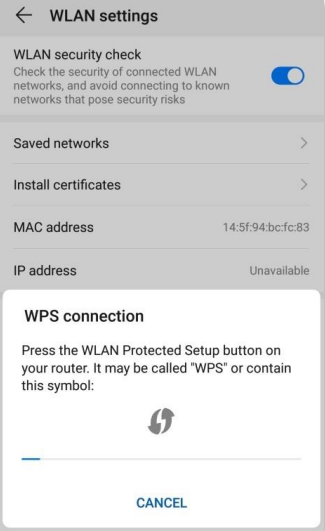 WLAN settings
WLAN security check
Check the security of connected WLAN
networks, and avoid connecting to known
networks that pose security risks
Saved networks
Install certificates
MAC address 14:5f:94:bc:fc:83
IP address Unavailable
WPS connection
Press the WLAN Protected Setup button on
your router. It may be called "WPS" or contain
this symbol:
CANCEL